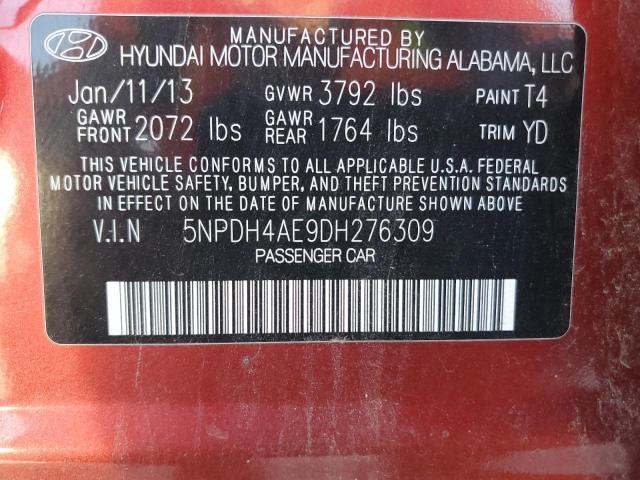 MANUFACTURED BY
HYUNDAI MOTOR MANUFACTURING ALABAMA, LLC
Jan/11/13 GVWR 3792 lbs PAINT T4
GAWR FRONT 2072 lbs GAWR REAR 1764 lbs TRIM YD
THIS VEHICLE CONFORMS TO ALL APPLICABLE U.S.A. FEDERAL
MOTOR VEHICLE SAFETY, BUMPER, AND THEFT PREVENTION STANDARDS
IN EFFECT ON THE DATE OF MANUFACTURE SHOWN ABOVE.
V.I.N 5NPDH4AE9DH276309
PASSENGER CAR